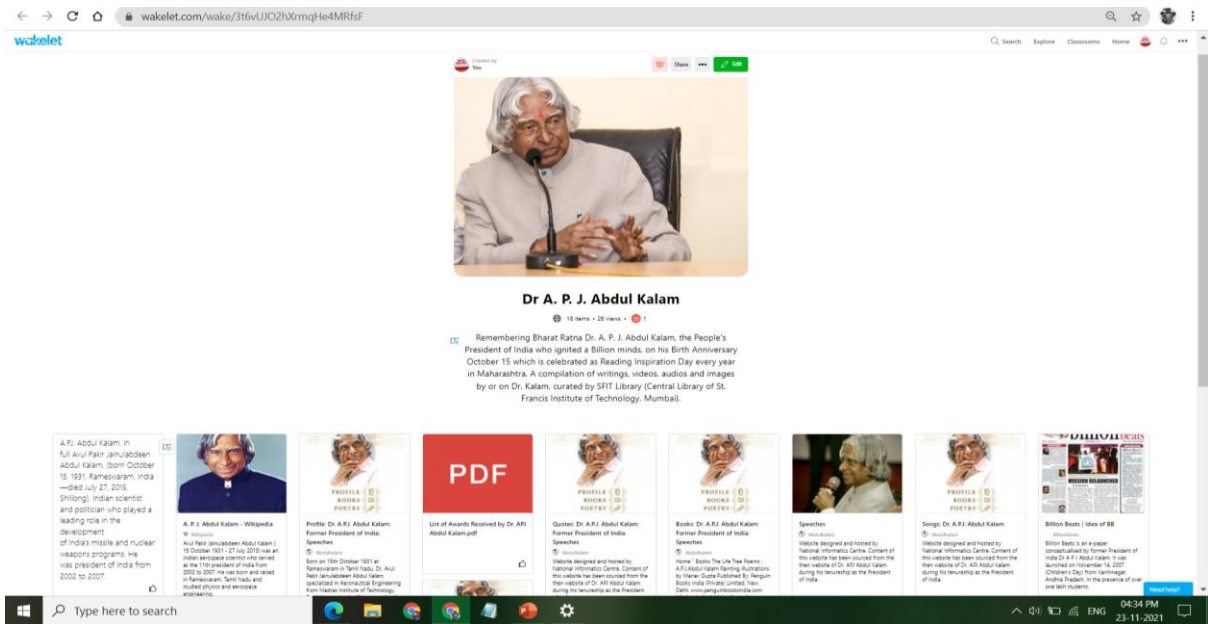 wakelet.com/wake/3t6vUJO2hXrmqHe4MRfsF
wakelet
Search Explore Classrooms Home
Created by
You
Share Edit
Dr A. P. J. Abdul Kalam
18 items • 28 views • 1
Remembering Bharat Ratna Dr. A. P. J. Abdul Kalam, the People's
President of India who ignited a Billion minds, on his Birth Anniversary
October 15 which is celebrated as Reading Inspiration Day every year
in Maharashtra. A compilation of writings, videos, audios and images
by or on Dr. Kalam, curated by SFIT Library (Central Library of St.
Francis Institute of Technology, Mumbai).
A.P.J. Abdul Kalam, in
full Avul Pakir Jainulabdeen
Abdul Kalam, (born October
15, 1931, Rameswaram, India
—died July 27, 2015,
Shillong), Indian scientist
and politician who played a
leading role in the
development
of India's missile and nuclear
weapons programs. He
was president of India from
2002 to 2007.
A. P. J. Abdul Kalam - Wikipedia
Wikipedia
Avul Pakir Jainulabdeen Abdul Kalam (
15 October 1931 - 27 July 2015) was an
Indian aerospace scientist who served
as the 11th president of India from
2002 to 2007. He was born and raised
in Rameswaram, Tamil Nadu and
studied physics and aerospace
engineering.
PROFILE
BOOKS
POETRY
Profile: Dr. A.P.J. Abdul Kalam:
Former President of India:
Speeches
Abdulkalam
Born on 15th October 1931 at
Rameswaram in Tamil Nadu, Dr. Avul
Pakir Jainulabdeen Abdul Kalam,
specialized in Aeronautical Engineering
from Madras Institute of Technology.
PDF
List of Awards Received by Dr. APJ
Abdul Kalam.pdf
PROFILE
BOOKS
POETRY
Quotes: Dr. A.P.J. Abdul Kalam:
Former President of India:
Speeches
Abdulkalam
Website designed and hosted by
National Informatics Centre. Content of
this website has been sourced from the
then website of Dr. APJ Abdul Kalam
during his tenureship as the President
PROFILE
BOOKS
POETRY
Books: Dr. A.P.J. Abdul Kalam:
Former President of India:
Speeches
Abdulkalam
Home " Books The Life Tree Poems :
A.P.J.Abdul Kalam Painting Illustrations
by Manav Gupta Published By: Penguin
Books India (Private) Limited, New
Delhi. www.penguinbooksindia.com
Speeches
Abdulkalam
Website designed and hosted by
National Informatics Centre. Content of
this website has been sourced from the
then website of Dr. APJ Abdul Kalam
during his tenureship as the President
of India.
PROFILE
BOOKS
POETRY
Songs: Dr. A.P.J. Abdul Kalam
Abdulkalam
Website designed and hosted by
National Informatics Centre. Content of
this website has been sourced from the
then website of Dr. APJ Abdul Kalam
during his tenureship as the President
of India.
billion beats
MISSION RELAUNCHED
Billion Beats | Idea of BB
Billion Beats is an e-paper
conceptualised by former President of
India Dr A P J Abdul Kalam. It was
launched on November 14, 2007
(Children's Day) from Karimnagar,
Andhra Pradesh, in the presence of over
one lakh students.
Need help?
Type here to search
ENG
04:34 PM
23-11-2021